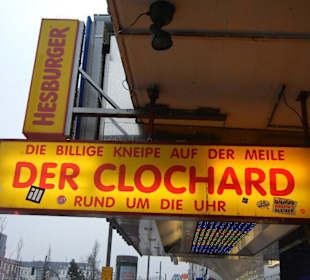 HESBURGER
DIE BILLIGE KNEIPE AUF DER MEILE
DER CLOCHARD
RUND UM DIE UHR